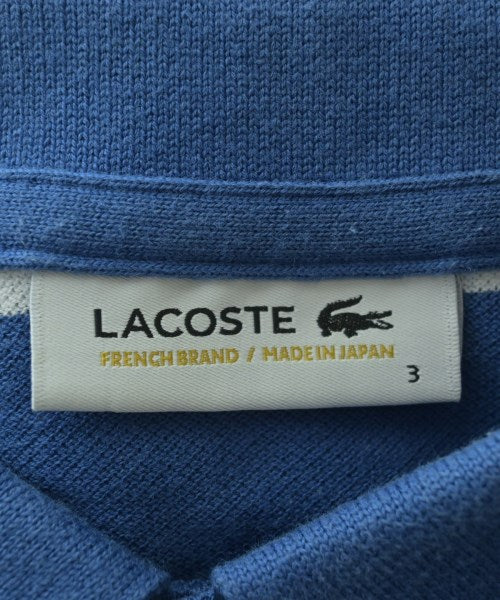 LACOSTE
FRENCH BRAND / MADE IN JAPAN
3